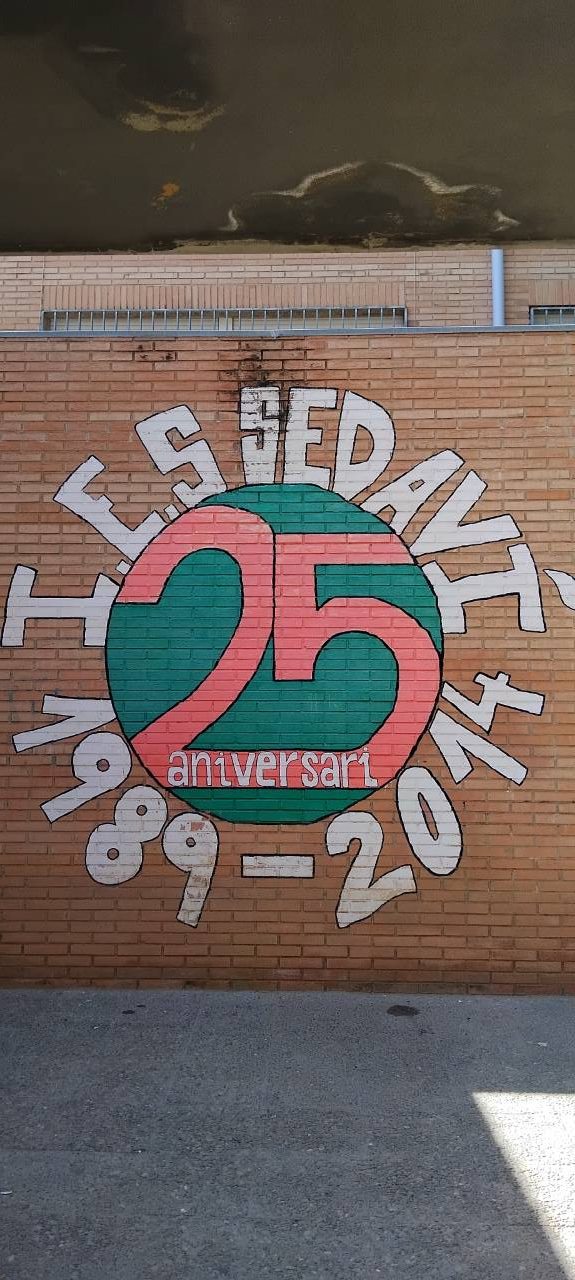 I.E.S SEDAVÍ
25
aniversari
1989-2014